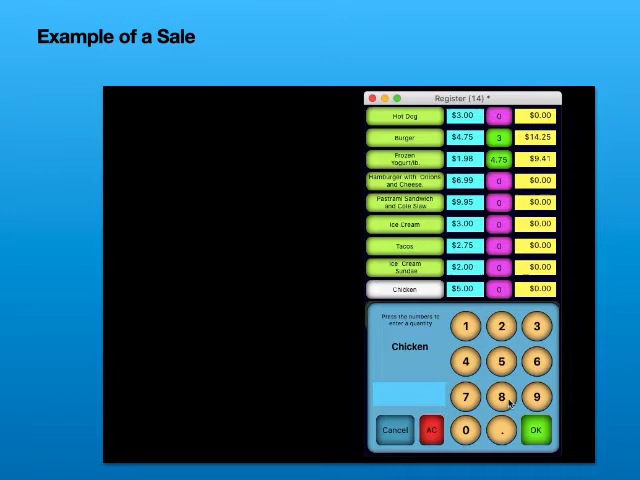 Example of a Sale
Register (14) *
Hot Dog $3.00 0 $0.00
Burger $4.75 3 $14.25
Frozen
Yogurt/lb. $1.98 4.75 $9.41
Hamburger with Onions
and Cheese. $6.99 0 $0.00
Pastrami Sandwich
and Cole Slaw $9.95 0 $0.00
Ice Cream $3.00 0 $0.00
Tacos $2.75 0 $0.00
Ice Cream
Sundae $2.00 0 $0.00
Chicken $5.00 0 $0.00
Press the numbers to
enter a quantity
Chicken
1 2 3
4 5 6
7 8 9
Cancel AC 0 . OK